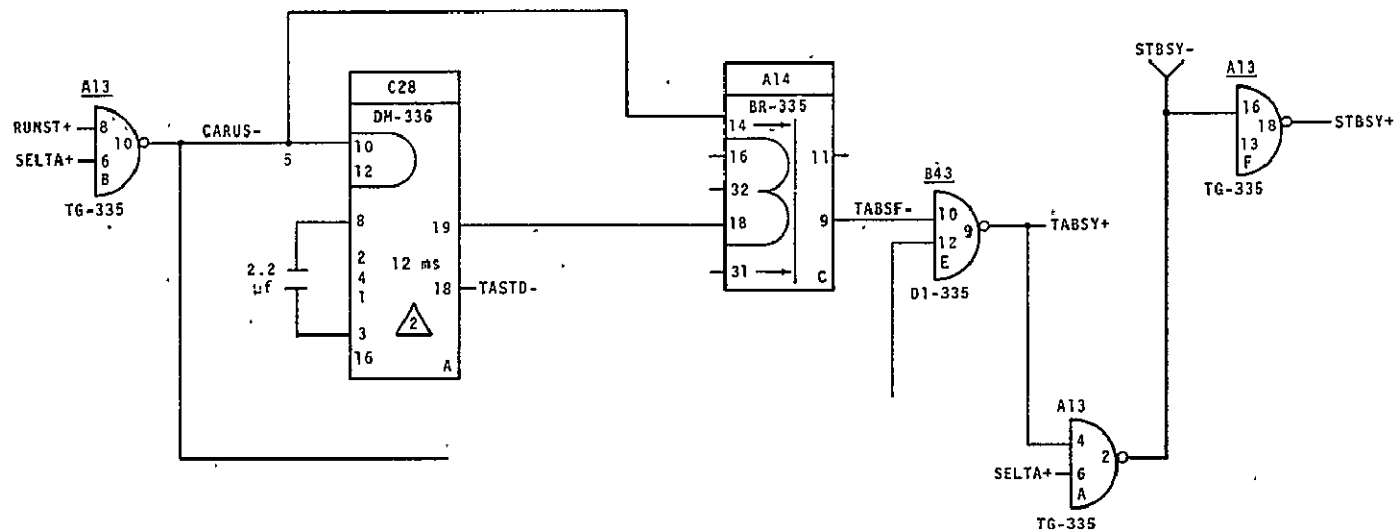 A13
RUNST+
8
10
SELTA+
6
B
TG-335
CARUS-
5
C28
DM-336
10
12
8
19
2
4
12 ms
1
18
TASTD-
3
2
16
A
2.2
µf
A14
BR-335
14
16
11
32
18
9
31
C
TABSF-
B43
10
9
12
E
D1-335
TABSY+
A13
4
2
SELTA+
6
A
TG-335
STBSY-
A13
16
18
STBSY+
13
F
TG-335